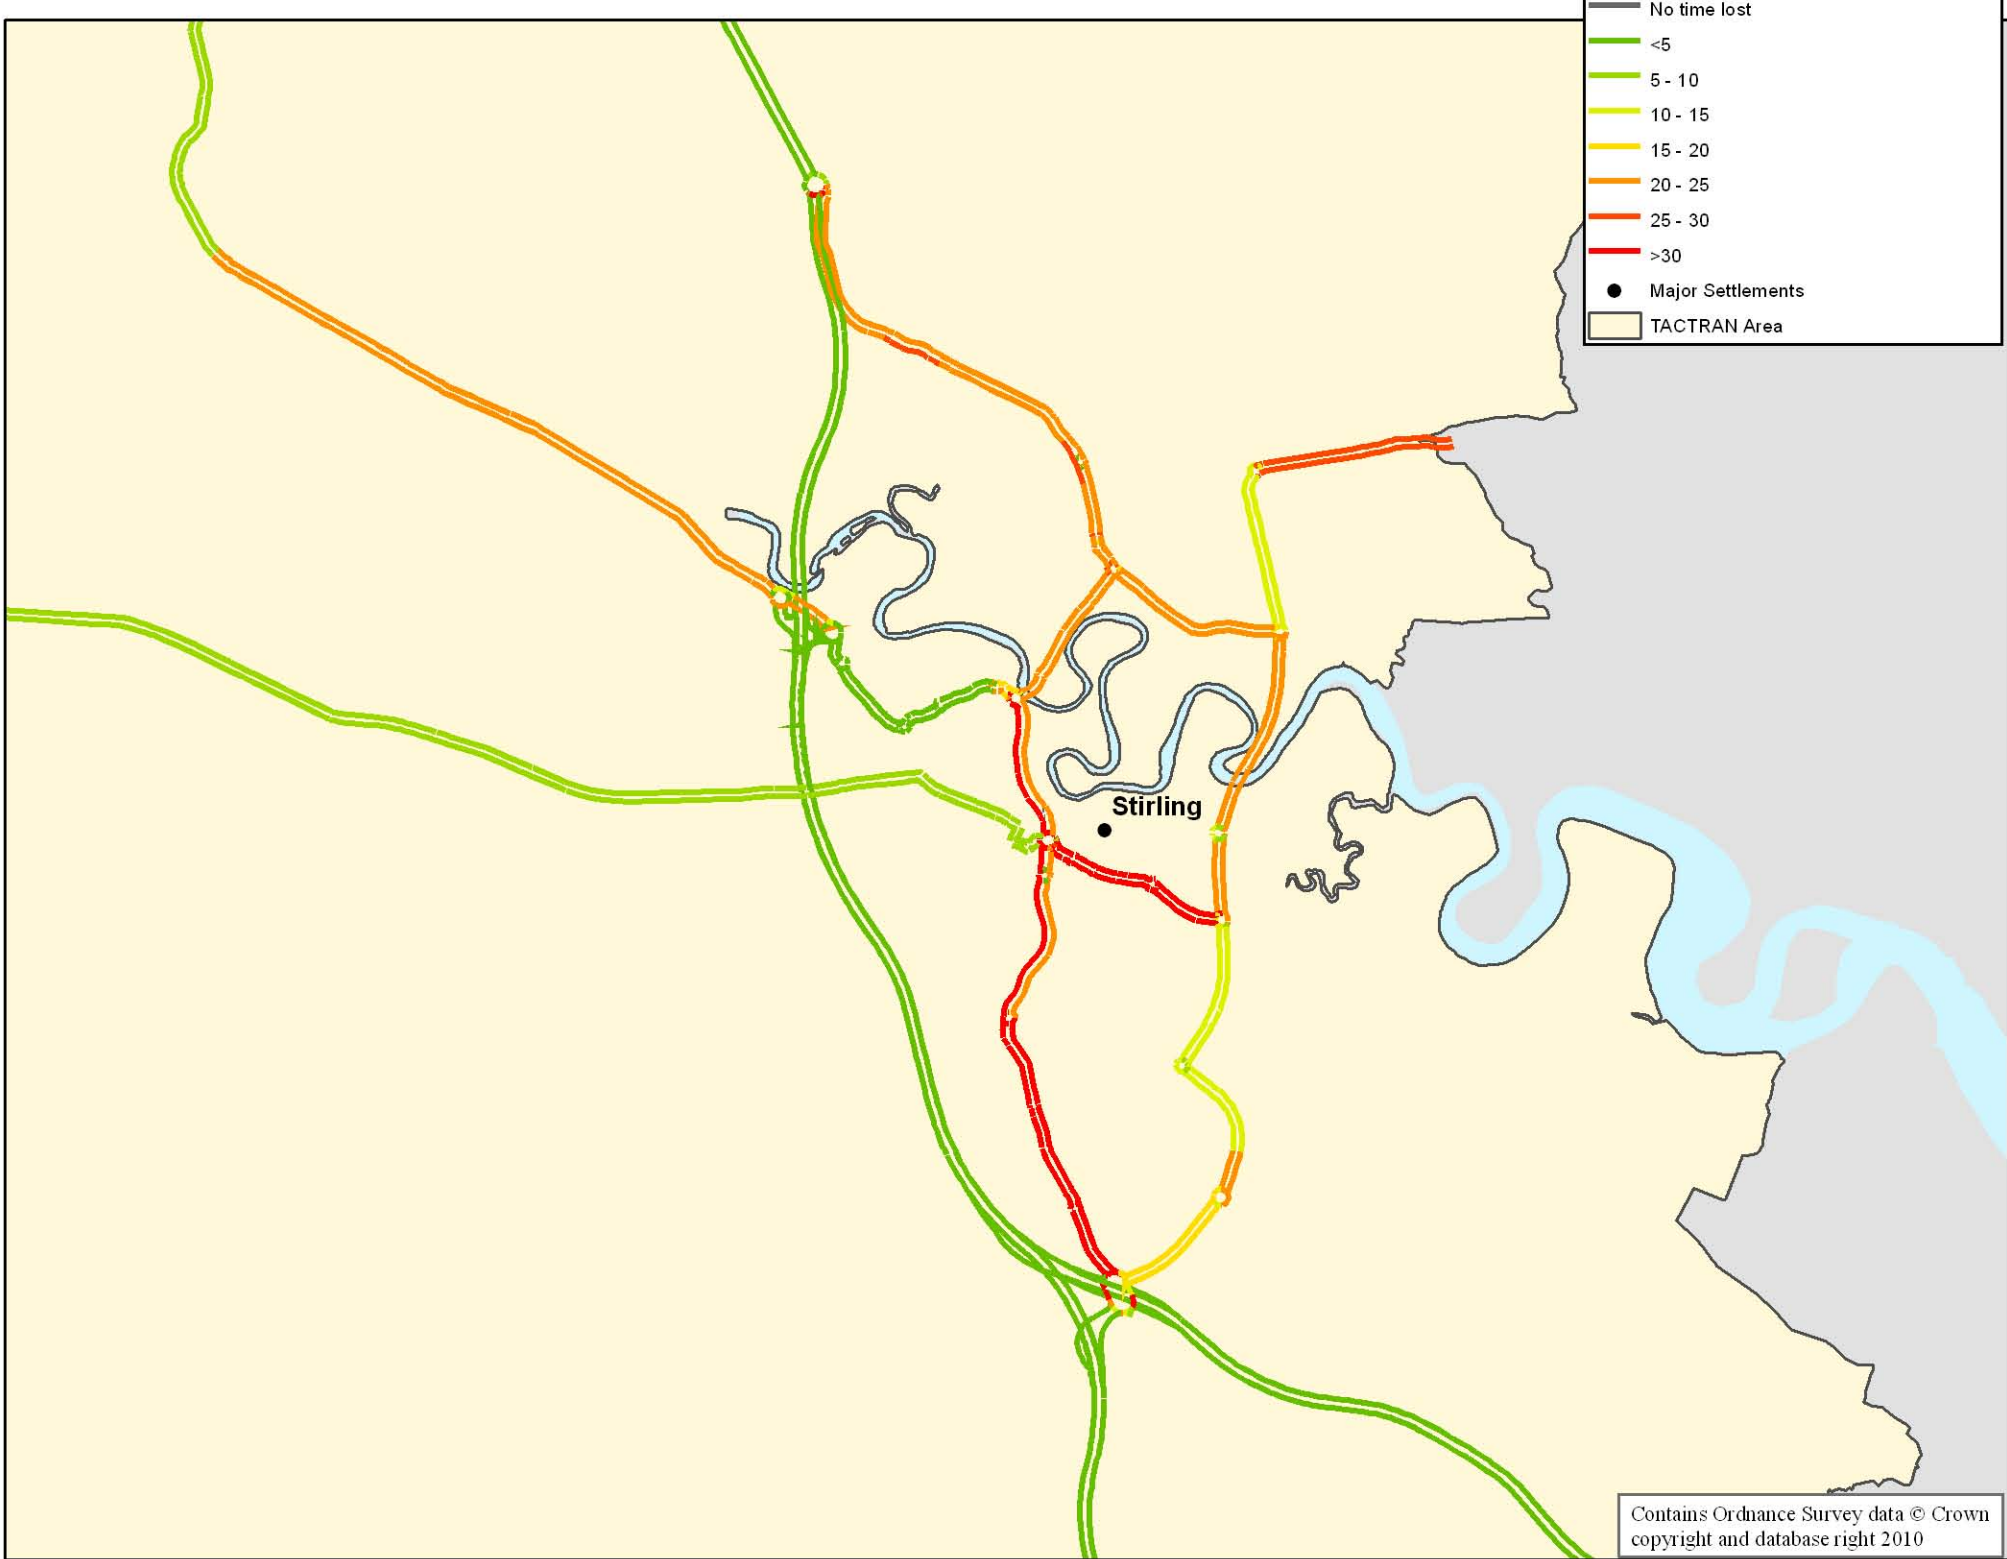 No time lost
<5
5 - 10
10 - 15
15 - 20
20 - 25
25 - 30
>30
Major Settlements
TACTRAN Area
Stirling
Contains Ordnance Survey data © Crown
copyright and database right 2010